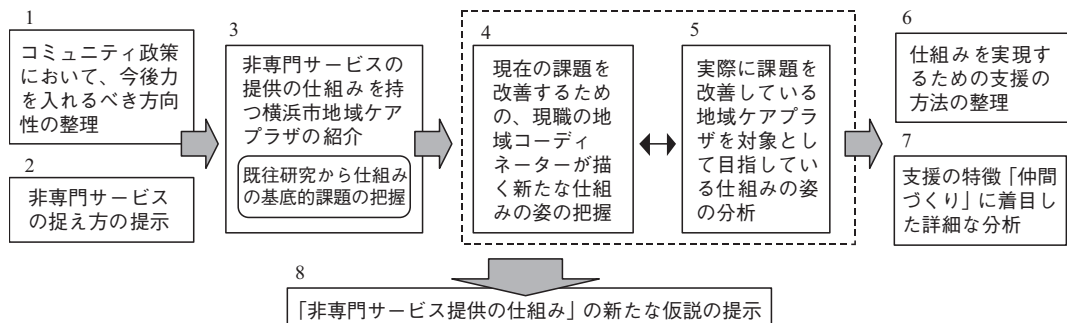 1
コミュニティ政策
において、今後力
を入れるべき方向
性の整理
2
非専門サービス
の捉え方の提示
3
非専門サービスの
提供の仕組みを持
つ横浜市地域ケア
プラザの紹介
既往研究から仕組み
の基底的課題の把握
4
現在の課題を
改善するため
の、現職の地
域コーディ
ネーターが描
く新たな仕組
みの姿の把握
5
実際に課題を
改善している
地域ケアプラ
ザを対象とし
て目指してい
る仕組みの姿
の分析
6
仕組みを実現す
るための支援の
方法の整理
7
支援の特徴「仲間
づくり」に着目し
た詳細な分析
8
「非専門サービス提供の仕組み」の新たな仮説の提示